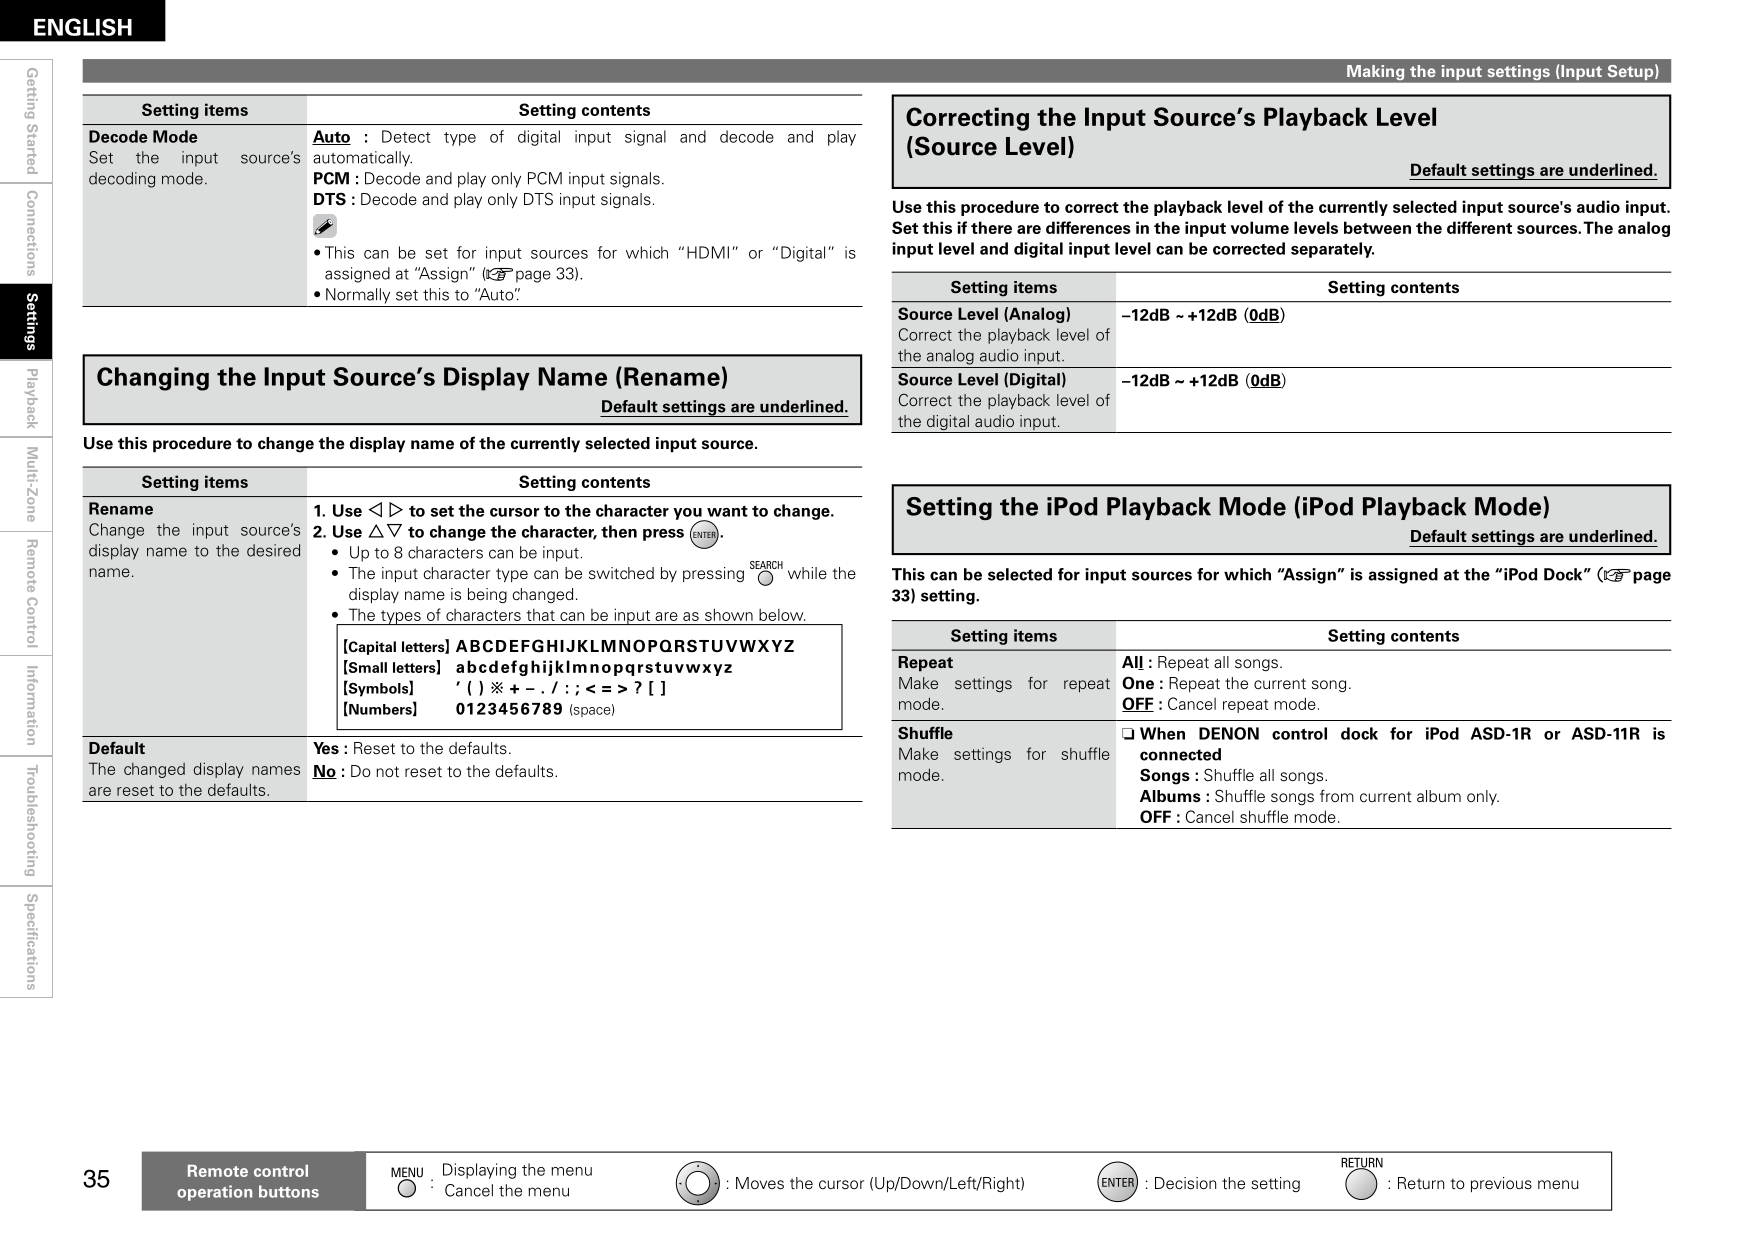 ENGLISH
Getting Started
Connections
Settings
Playback
Multi-Zone
Remote Control
Information
Troubleshooting
Specifications
Making the input settings (Input Setup)
Setting items Setting contents
Decode Mode
Set the input source’s
decoding mode.
Auto : Detect type of digital input signal and decode and play
automatically.
PCM : Decode and play only PCM input signals.
DTS : Decode and play only DTS input signals.
• This can be set for input sources for which “HDMI” or “Digital” is
assigned at “Assign” (☞page 33).
• Normally set this to “Auto”.
Changing the Input Source’s Display Name (Rename)
Default settings are underlined.
Use this procedure to change the display name of the currently selected input source.
Setting items Setting contents
Rename
Change the input source’s
display name to the desired
name.
1. Use ◁ ▷ to set the cursor to the character you want to change.
2. Use △▽ to change the character, then press ENTER.
• Up to 8 characters can be input.
• The input character type can be switched by pressing SEARCH while the
display name is being changed.
• The types of characters that can be input are as shown below.
【Capital letters】 ABCDEFGHIJKLMNOPQRSTUVWXYZ
【Small letters】 abcdefghijklmnopqrstuvwxyz
【Symbols】 ’ ( ) ※ + – . / : ; < = > ? [ ]
【Numbers】 0123456789 (space)
Default
The changed display names
are reset to the defaults.
Yes : Reset to the defaults.
No : Do not reset to the defaults.
Correcting the Input Source’s Playback Level
(Source Level)
Default settings are underlined.
Use this procedure to correct the playback level of the currently selected input source's audio input.
Set this if there are differences in the input volume levels between the different sources. The analog
input level and digital input level can be corrected separately.
Setting items Setting contents
Source Level (Analog)
Correct the playback level of
the analog audio input.
–12dB ~ +12dB (0dB)
Source Level (Digital)
Correct the playback level of
the digital audio input.
–12dB ~ +12dB (0dB)
Setting the iPod Playback Mode (iPod Playback Mode)
Default settings are underlined.
This can be selected for input sources for which “Assign” is assigned at the “iPod Dock” (☞page
33) setting.
Setting items Setting contents
Repeat
Make settings for repeat
mode.
All : Repeat all songs.
One : Repeat the current song.
OFF : Cancel repeat mode.
Shuffle
Make settings for shuffle
mode.
❏ When DENON control dock for iPod ASD-1R or ASD-11R is
connected
Songs : Shuffle all songs.
Albums : Shuffle songs from current album only.
OFF : Cancel shuffle mode.
35
Remote control
operation buttons
MENU : Displaying the menu
Cancel the menu
: Moves the cursor (Up/Down/Left/Right)
ENTER : Decision the setting
RETURN : Return to previous menu